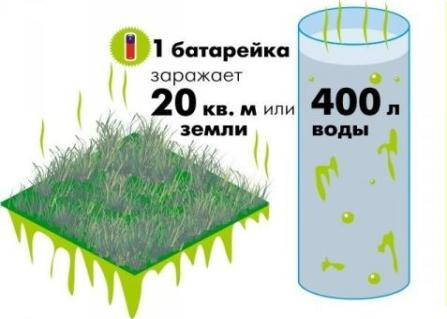 1 батарейка
заражает
20 кв. м или 400 л
земли воды